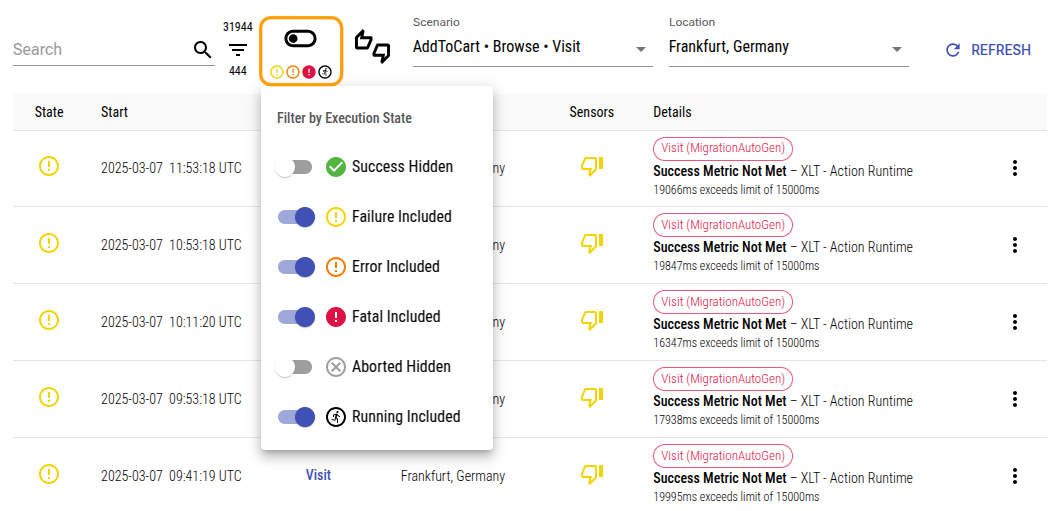 Search
31944
444
Scenario
AddToCart • Browse • Visit
Location
Frankfurt, Germany
REFRESH
State Start Sensors Details
Filter by Execution State
Success Hidden
Failure Included
Error Included
Fatal Included
Aborted Hidden
Running Included
2025-03-07 11:53:18 UTC
ny
Visit (MigrationAutoGen)
Success Metric Not Met – XLT - Action Runtime
19066ms exceeds limit of 15000ms
2025-03-07 10:53:18 UTC
ny
Visit (MigrationAutoGen)
Success Metric Not Met – XLT - Action Runtime
19847ms exceeds limit of 15000ms
2025-03-07 10:11:20 UTC
ny
Visit (MigrationAutoGen)
Success Metric Not Met – XLT - Action Runtime
16347ms exceeds limit of 15000ms
2025-03-07 09:53:18 UTC
ny
Visit (MigrationAutoGen)
Success Metric Not Met – XLT - Action Runtime
17938ms exceeds limit of 15000ms
2025-03-07 09:41:19 UTC
Visit
Frankfurt, Germany
Visit (MigrationAutoGen)
Success Metric Not Met – XLT - Action Runtime
19995ms exceeds limit of 15000ms